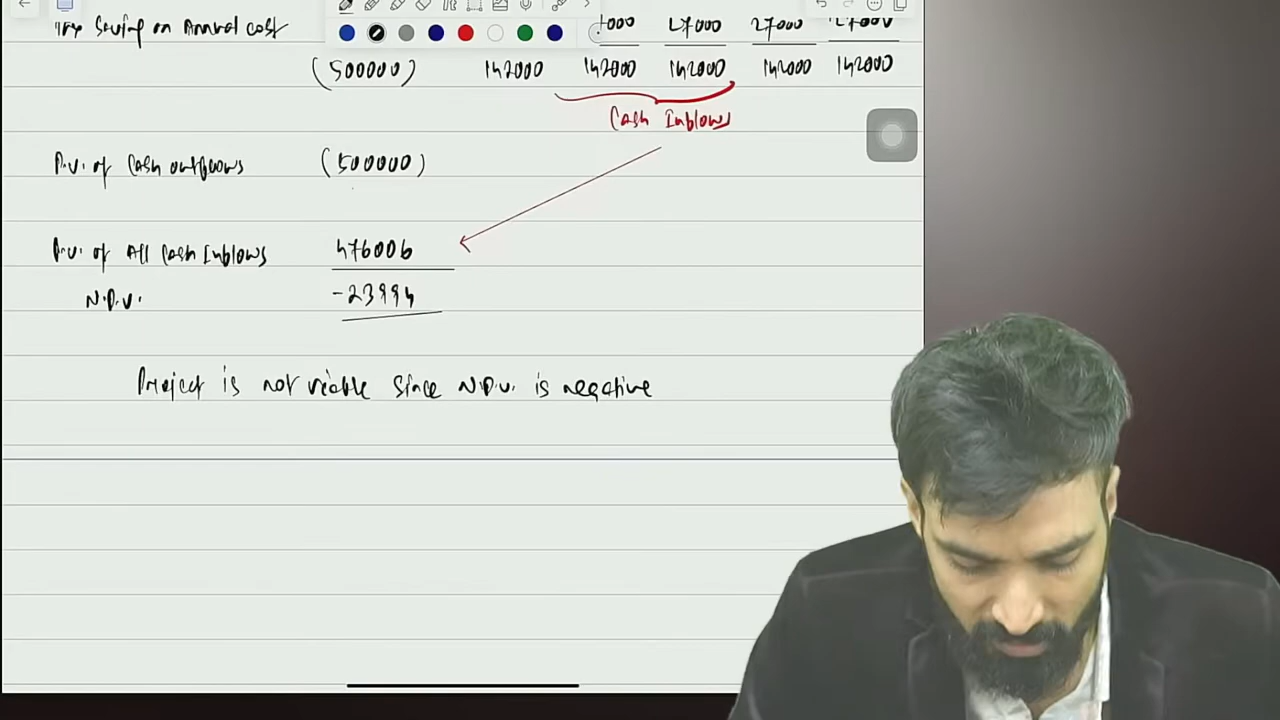 Tax Saving on Annual cost 27000 27000
(500000) 142000 142000 142000 142000 142000
Cash Inflows
P.V. of Cash outflows (500000)
P.V. of All Cash Inflows 476006
N.P.V. -23994
Project is not viable since N.P.V. is negative